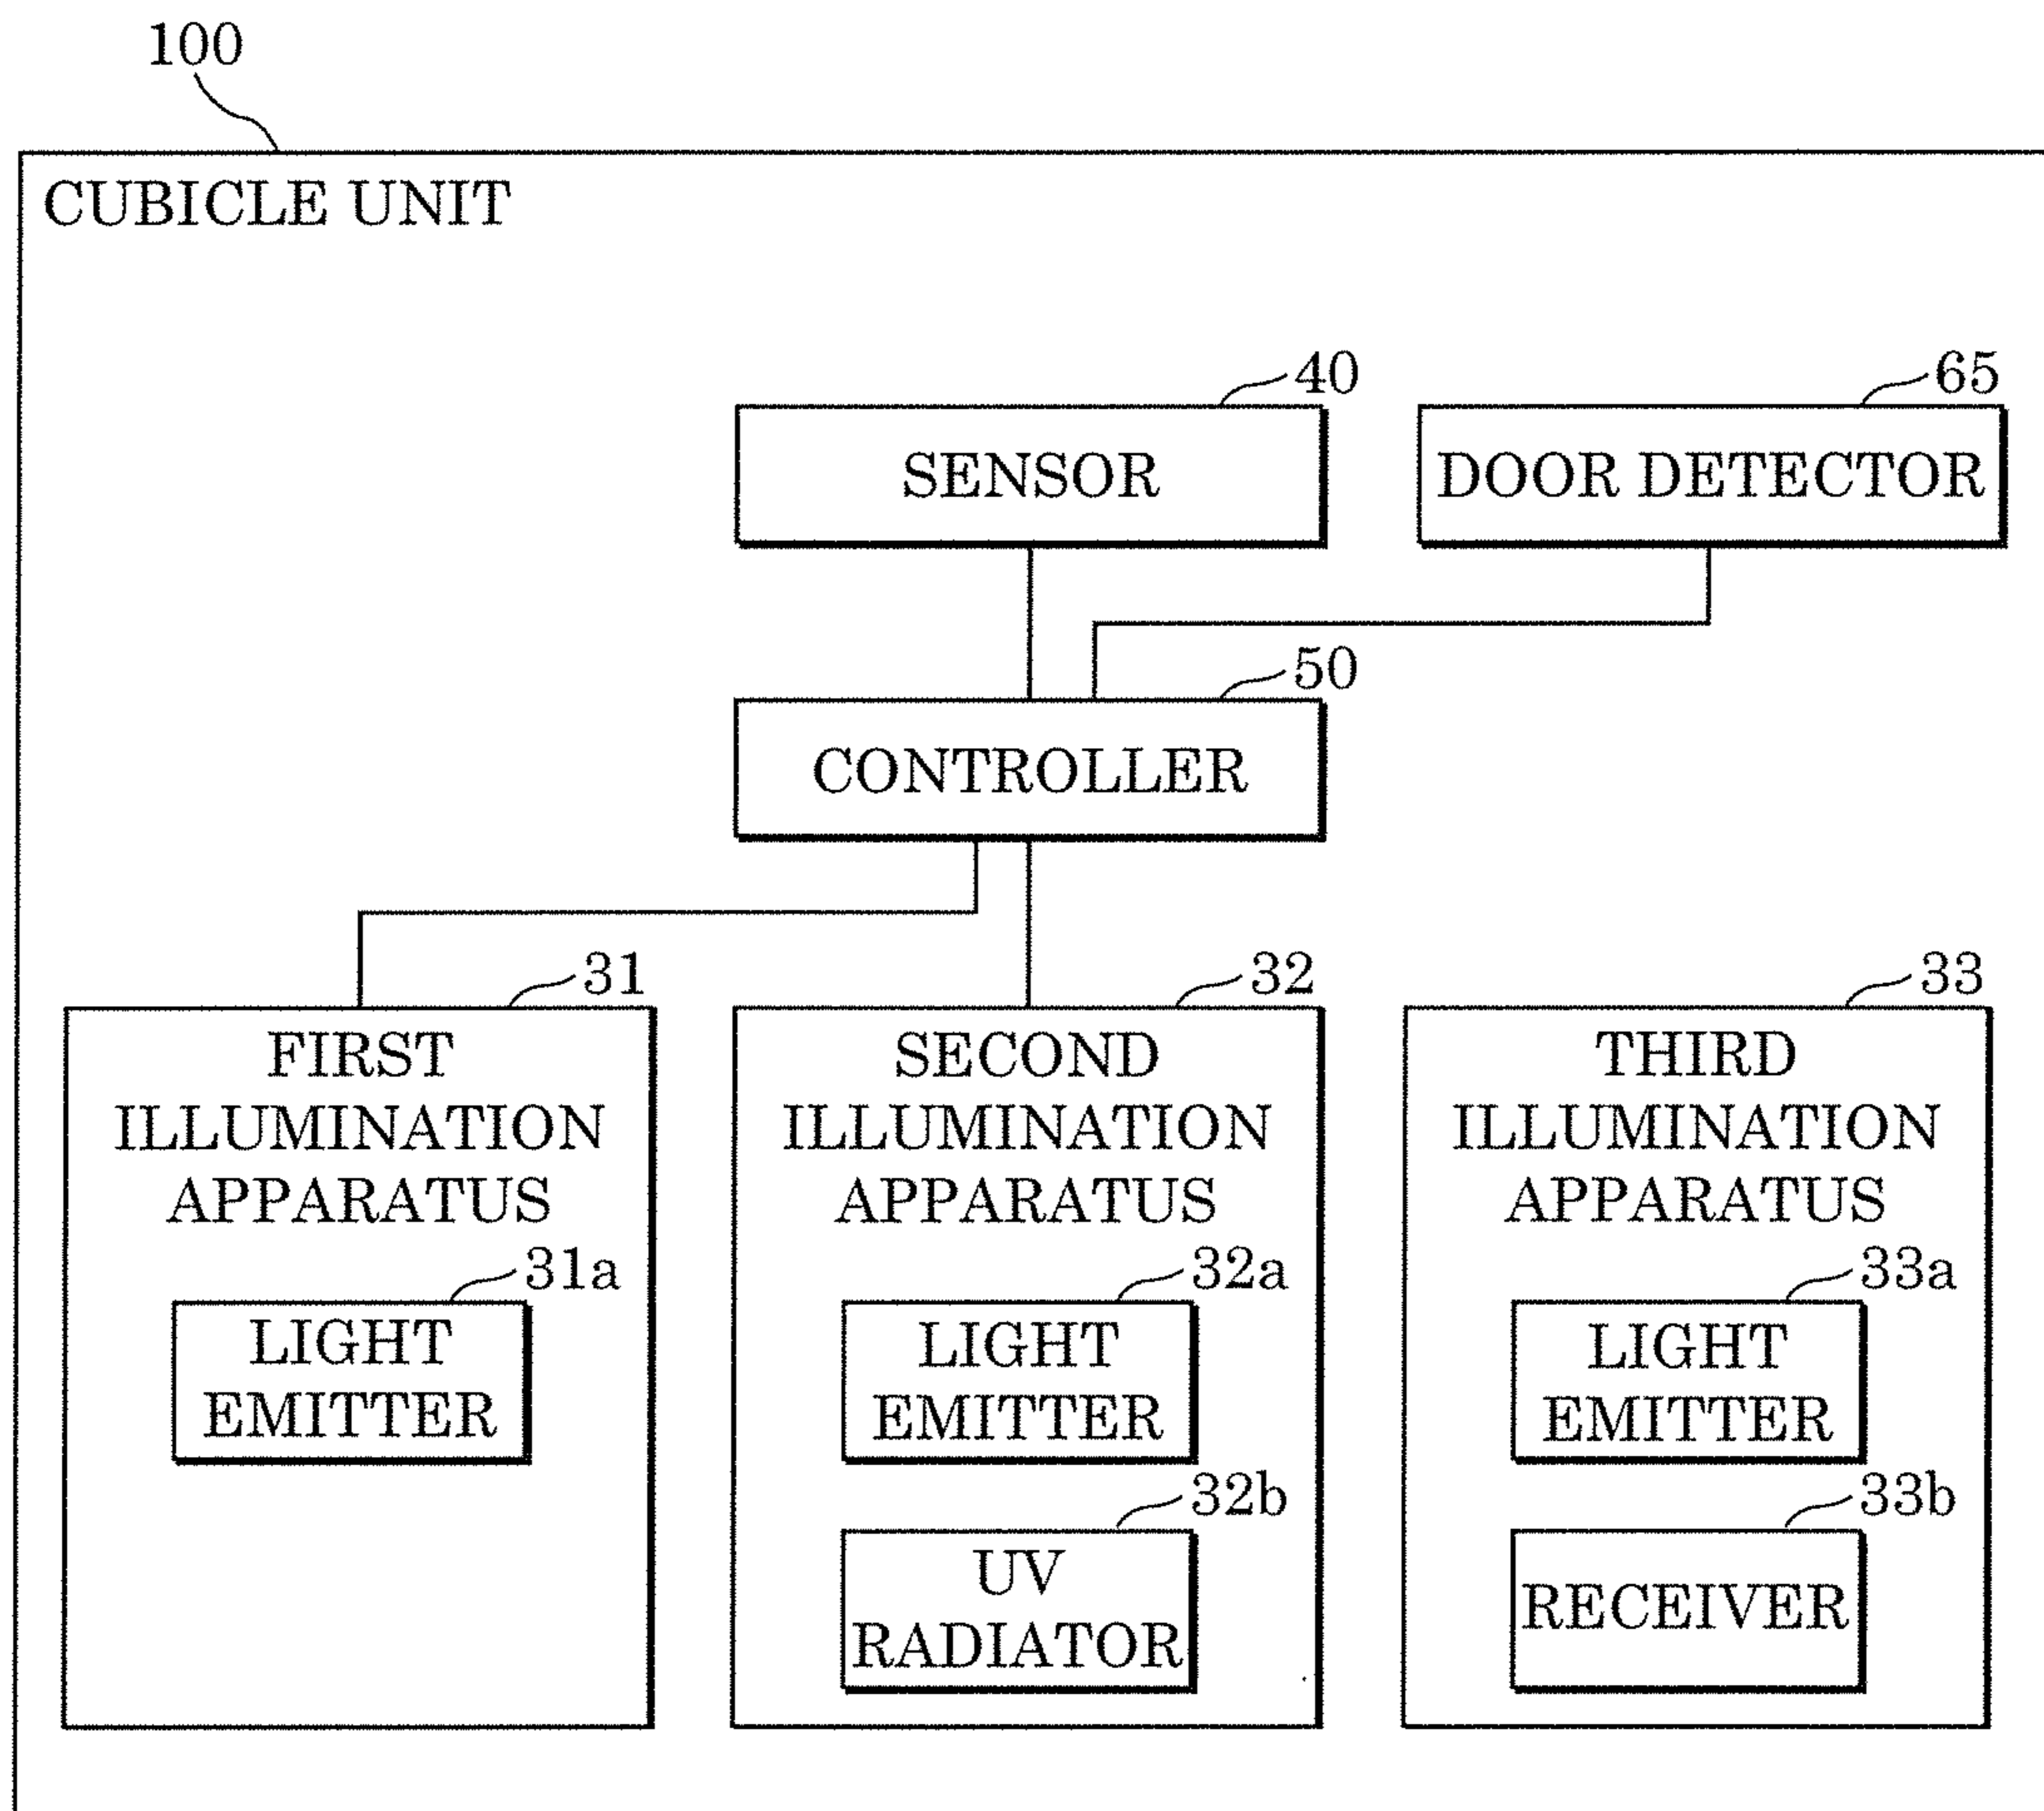 100
CUBICLE UNIT
40
65
SENSOR
DOOR DETECTOR
50
CONTROLLER
31
32
33
FIRST
ILLUMINATION
APPARATUS
31a
LIGHT
EMITTER
SECOND
ILLUMINATION
APPARATUS
32a
LIGHT
EMITTER
32b
UV
RADIATOR
THIRD
ILLUMINATION
APPARATUS
33a
LIGHT
EMITTER
33b
RECEIVER